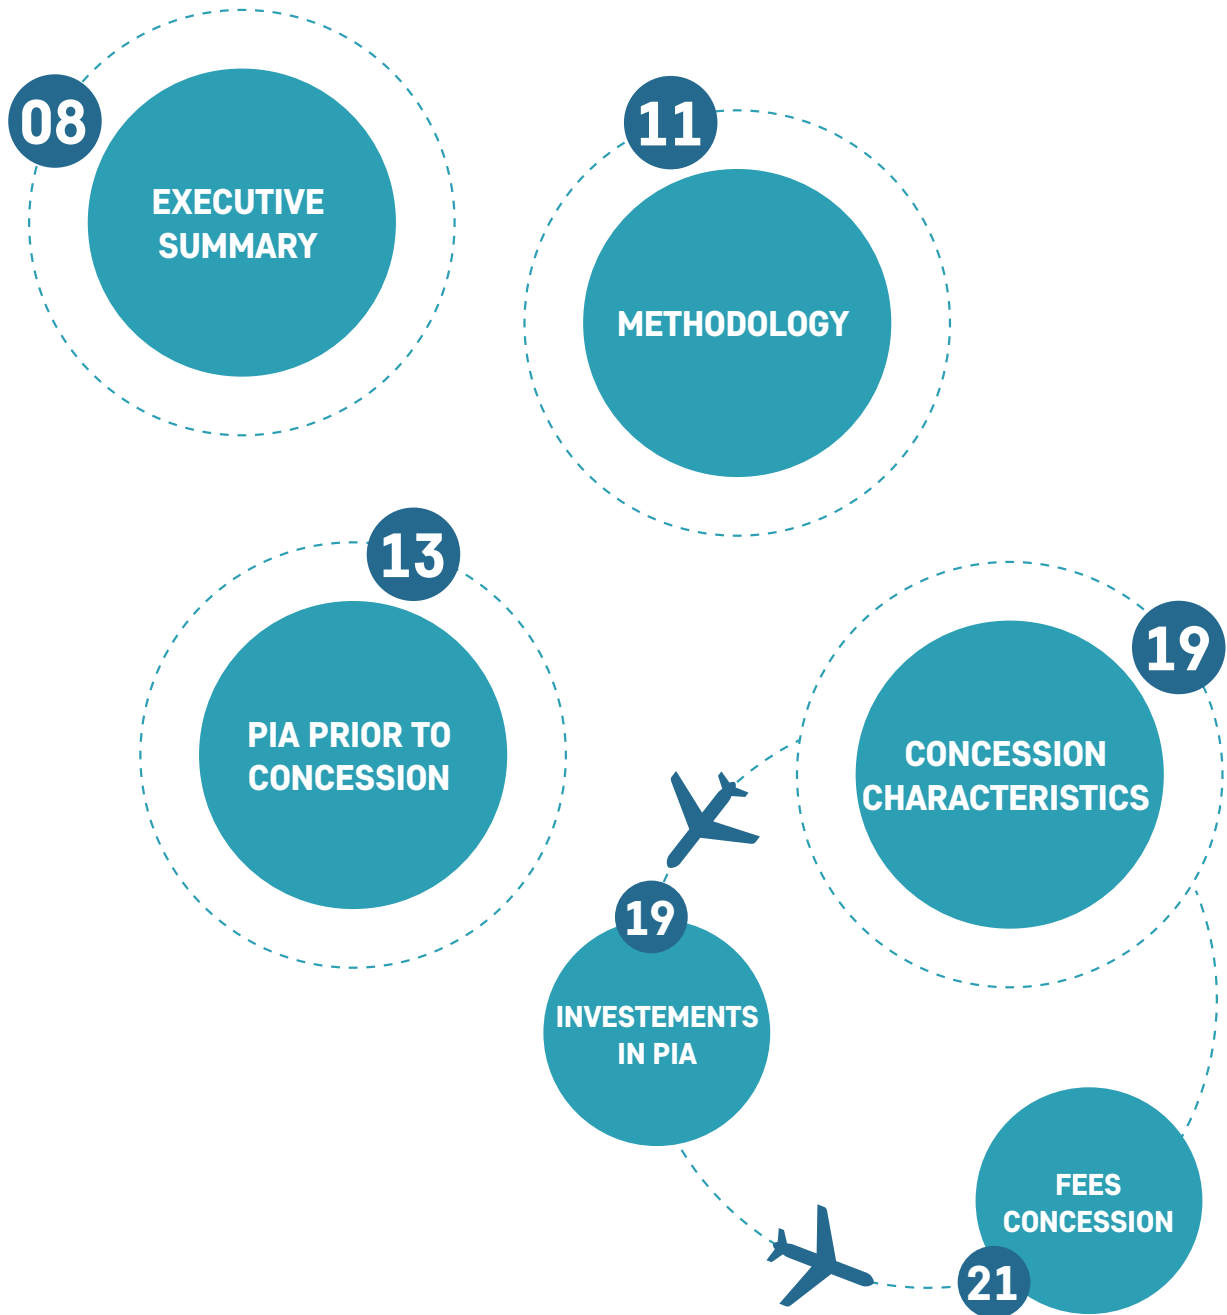 08
EXECUTIVE
SUMMARY
11
METHODOLOGY
13
PIA PRIOR TO
CONCESSION
19
CONCESSION
CHARACTERISTICS
19
INVESTEMENTS
IN PIA
FEES
CONCESSION
21